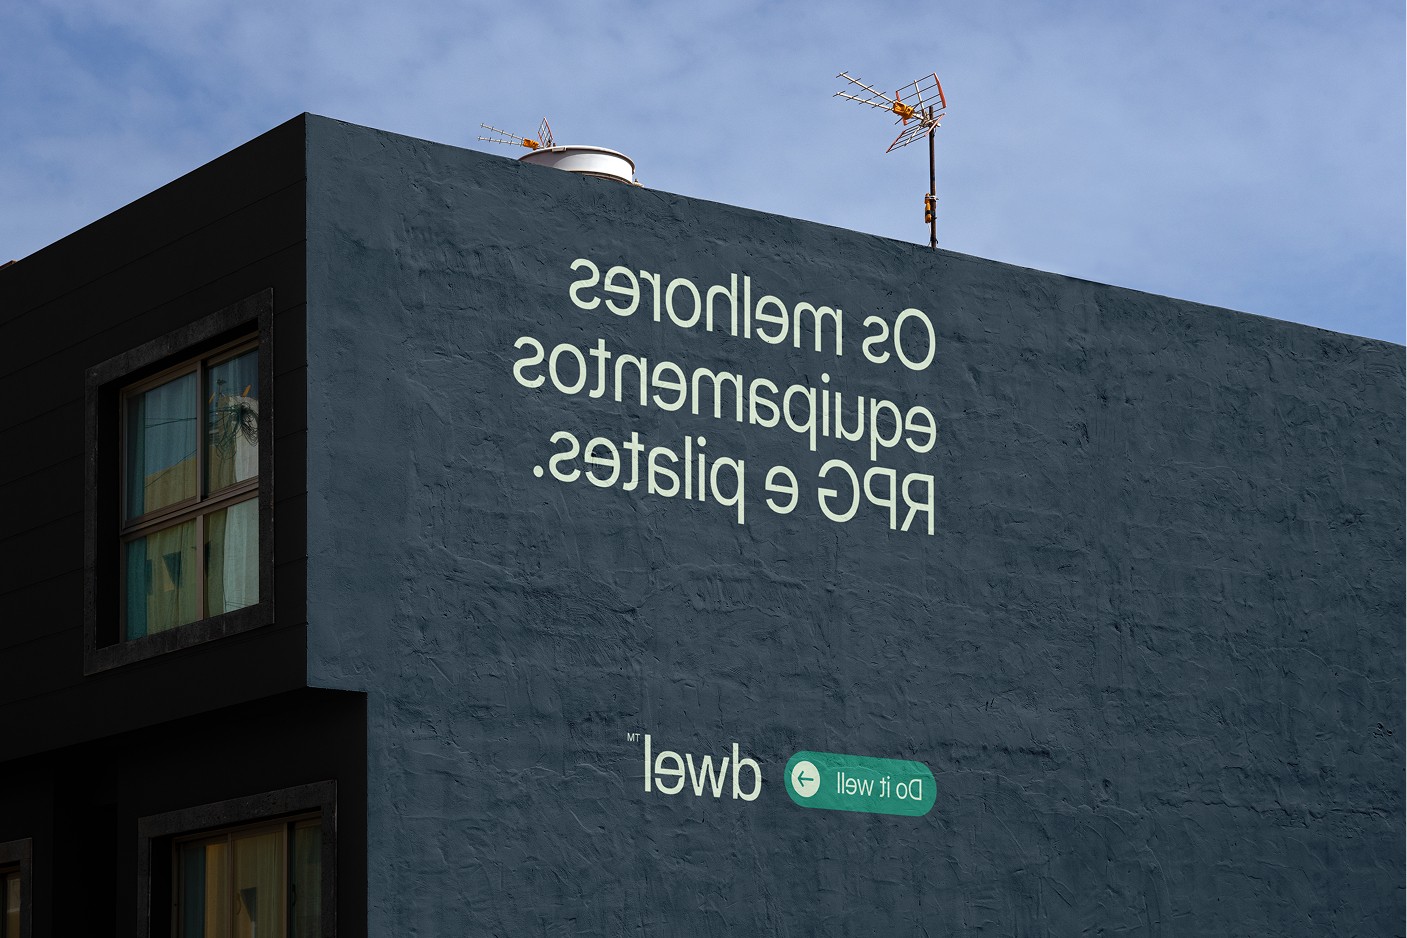 Os melhores
equipamentos
RPG e pilates.
Do it well
dwel™